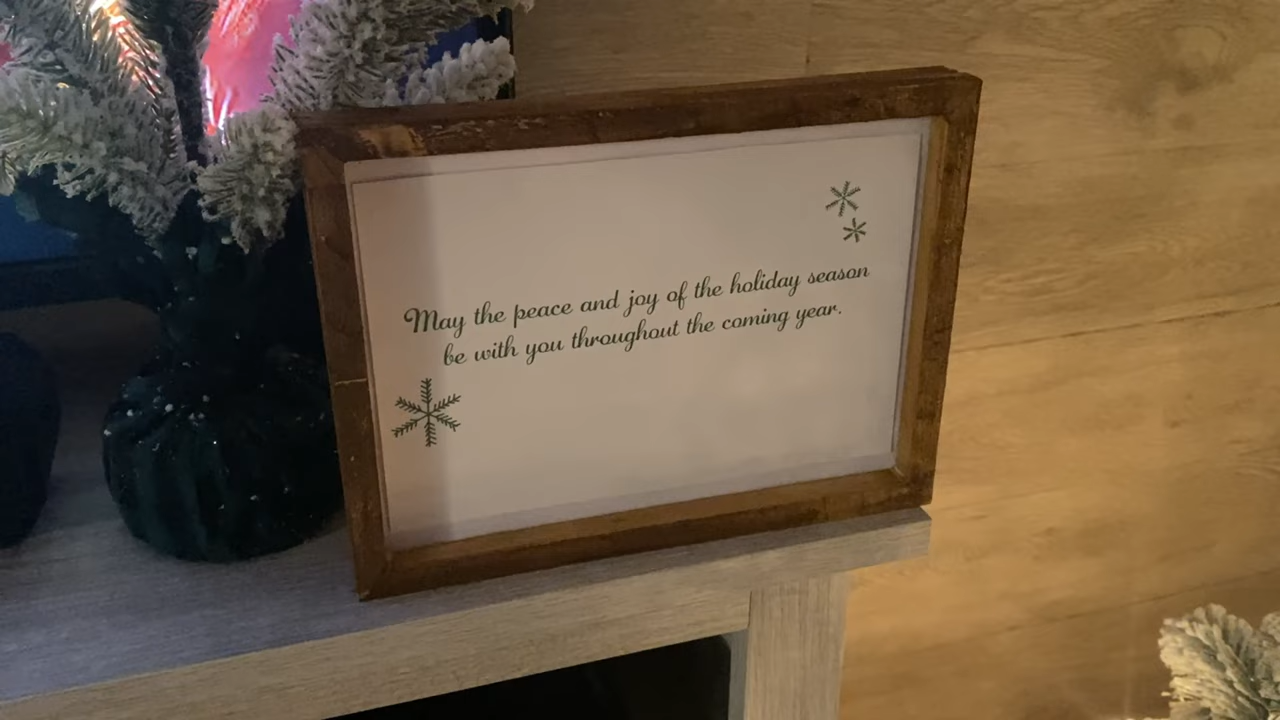 May the peace and joy of the holiday season
be with you throughout the coming year.